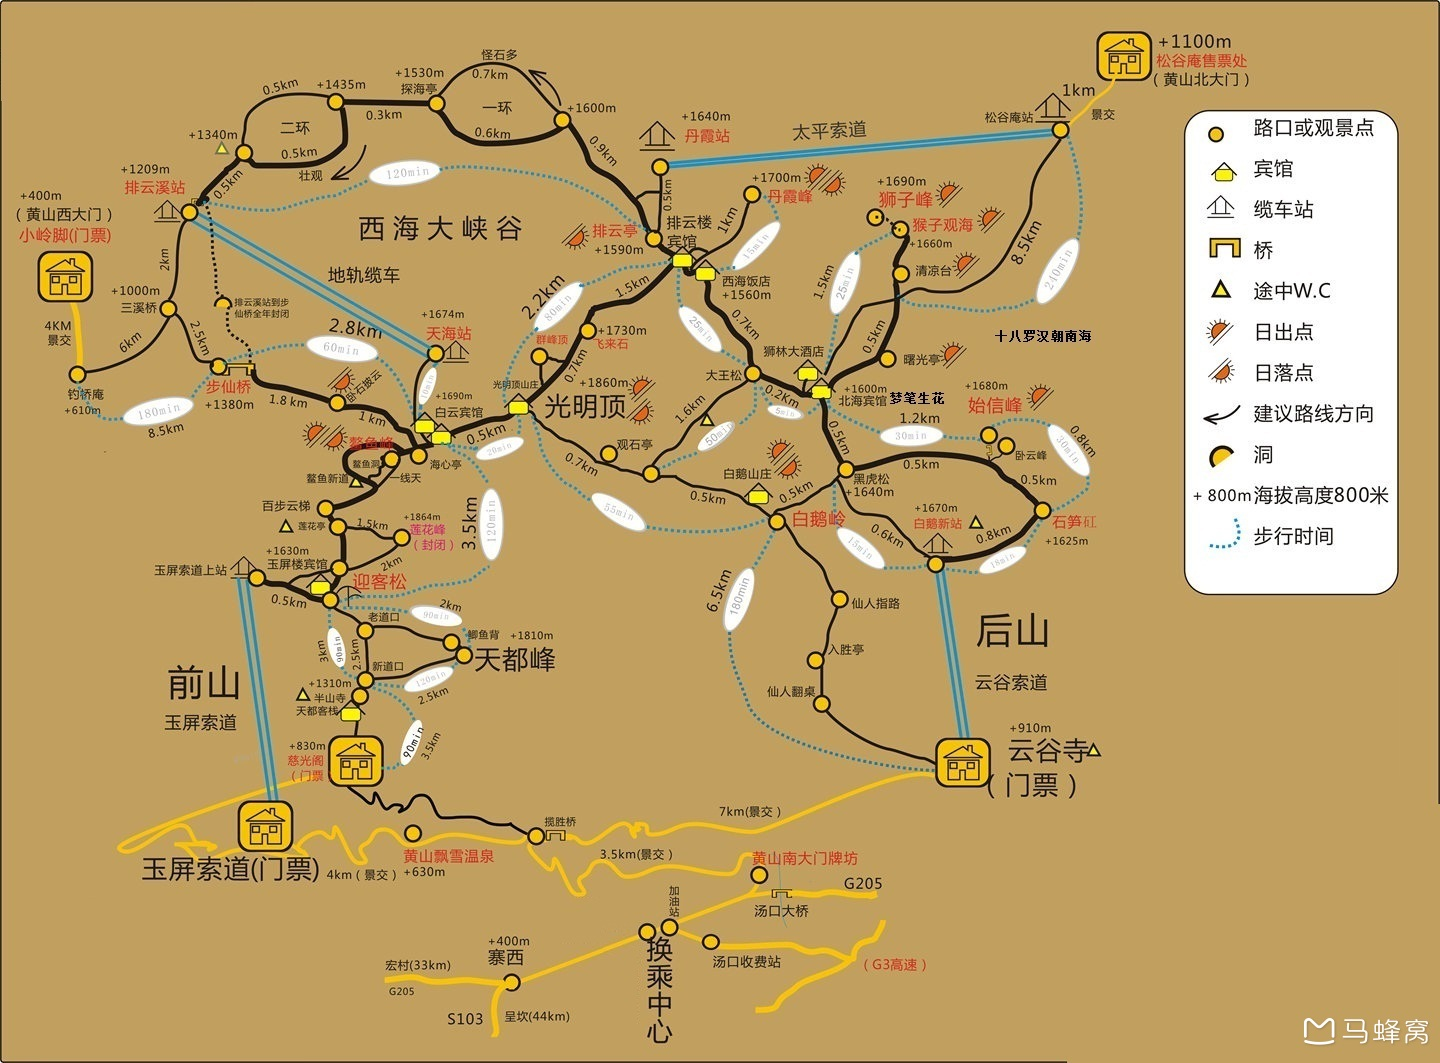 +1100m
松谷庵售票处
（黄山北大门）
1km
景交
松谷庵站
太平索道
+1640m
丹霞站
怪石多
0.7km
+1530m
探海亭
一环
0.6km
+1600m
0.9km
0.3km
+1435m
0.5km
二环
0.5km
壮观
+1340m
0.5km
+1209m
排云溪站
+400m
（黄山西大门）
小岭脚(门票)
120min
西海大峡谷
地轨缆车
2km
+1000m
三溪桥
排云溪站到步
仙桥全年封闭
4KM
景交
6km
2.5km
钓桥庵
+610m
180min
8.5km
步仙桥
+1380m
1.8km
2.8km
60min
+1674m
天海站
卧石披云
1km
10min
+1690m
白云宾馆
0.5km
28min
海心亭
鳌鱼峰
鳌鱼洞
一线天
鳌鱼新道
百步云梯
莲花亭
1.5km
+1864m
莲花峰
（封闭）
2km
+1630m
玉屏楼宾馆
玉屏索道上站
0.5km
迎客松
3.5km
120min
0.5km
排云亭
+1590m
排云楼
宾馆
1km
+1700m
丹霞峰
15min
西海饭店
+1560m
2.2km
80min
1.5km
+1730m
飞来石
群峰顶
0.7km
光明顶山庄
+1860m
光明顶
25min
0.7km
大王松
0.2km
5min
狮林大酒店
+1600m
北海宾馆
梦笔生花
+1690m
狮子峰
猴子观海
+1660m
清凉台
1.5km
25min
0.5km
曙光亭
8.5km
240min
十八罗汉朝南海
+1680m
始信峰
1.2km
30min
卧云峰
0.8km
30min
0.5km
0.5km
石笋矼
+1625m
0.5km
黑虎松
+1640m
1.6km
50min
观石亭
0.7km
0.5km
55min
白鹅山庄
0.5km
白鹅岭
15min
0.6km
+1670m
白鹅新站
0.8km
18min
6.5km
180min
仙人指路
入胜亭
仙人翻桌
后山
云谷索道
+910m
云谷寺
（门票）
前山
玉屏索道
老道口
2km
90min
鲫鱼背
+1810m
天都峰
3km
90min
2.5km
新道口
120min
2.5km
+1310m
半山寺
天都客栈
90min
3.5km
+830m
慈光阁
（门票）
玉屏索道(门票)
4km（景交）
黄山飘雪温泉
+630m
揽胜桥
7km(景交）
3.5km(景交）
黄山南大门牌坊
G205
汤口大桥
加油站
换乘中心
汤口收费站
（G3高速）
+400m
寨西
宏村(33km)
G205
S103
呈坎(44km)
路口或观景点
宾馆
缆车站
桥
途中W.C
日出点
日落点
建议路线方向
洞
+ 800m海拔高度800米
步行时间
马蜂窝